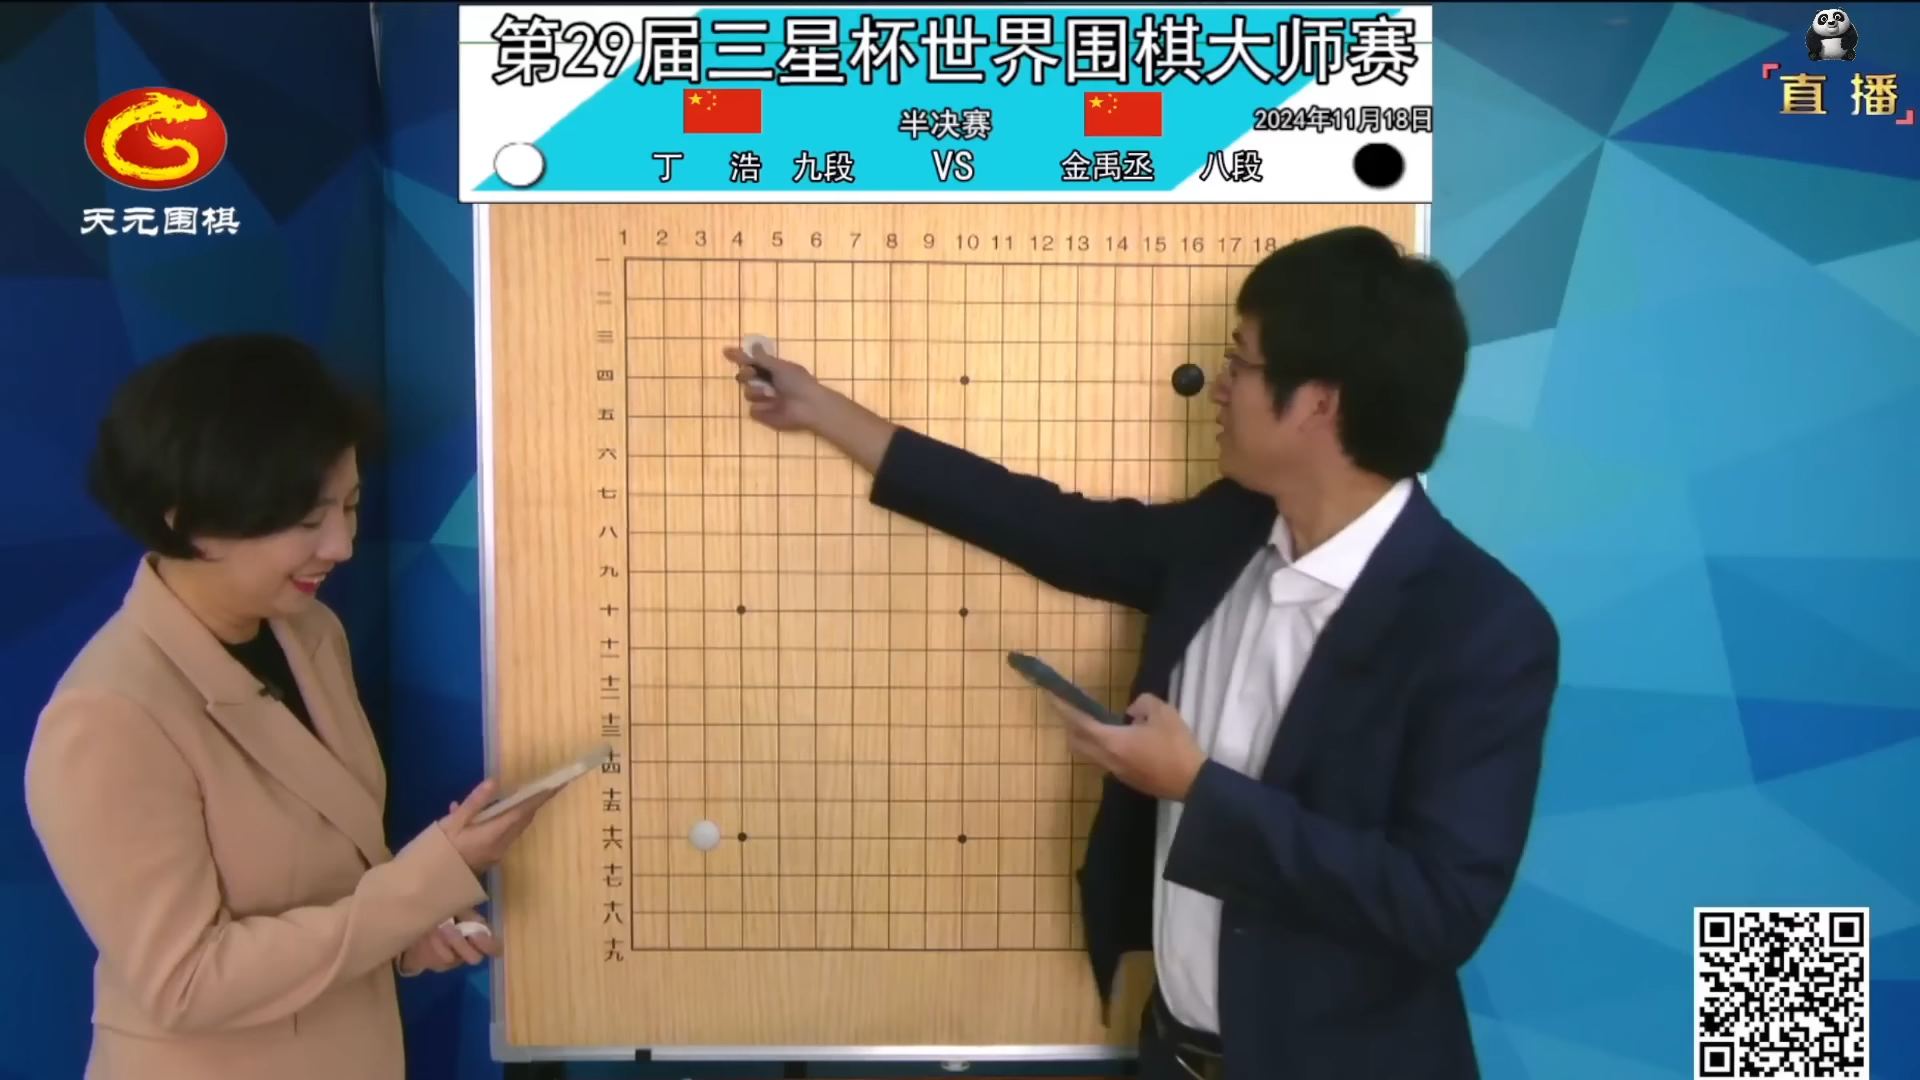 第29届三星杯世界围棋大师赛
半决赛
2024年11月18日
丁 浩 九段 VS 金禹丞 八段
直播
天元围棋
1 2 3 4 5 6 7 8 9 10 11 12 13 14 15 16 17 18
一
二
三
四
五
六
七
八
九
十
十一
十二
十三
十四
十五
十六
十七
十八
十九